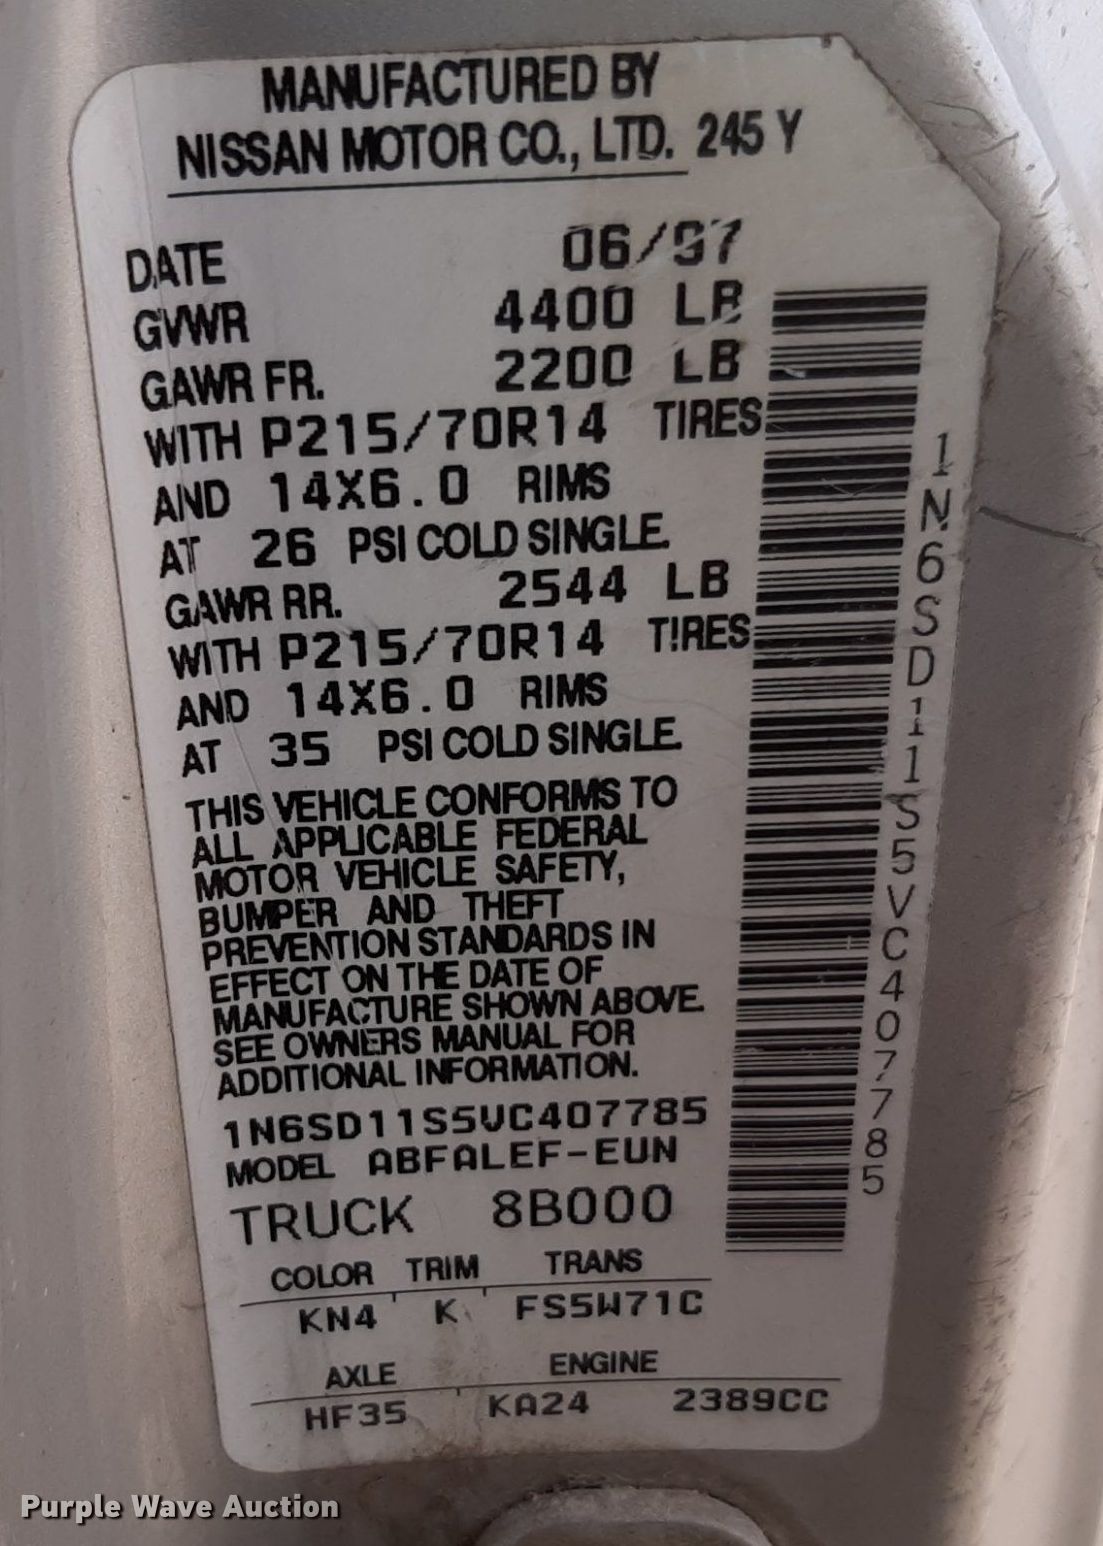 MANUFACTURED BY
NISSAN MOTOR CO., LTD. 245 Y
DATE 06/97
GVWR 4400 LB
GAWR FR. 2200 LB
WITH P215/70R14 TIRES
AND 14X6.0 RIMS
AT 26 PSI COLD SINGLE.
GAWR RR. 2544 LB
WITH P215/70R14 TIRES
AND 14X6.0 RIMS
AT 35 PSI COLD SINGLE.
THIS VEHICLE CONFORMS TO
ALL APPLICABLE FEDERAL
MOTOR VEHICLE SAFETY,
BUMPER AND THEFT
PREVENTION STANDARDS IN
EFFECT ON THE DATE OF
MANUFACTURE SHOWN ABOVE.
SEE OWNERS MANUAL FOR
ADDITIONAL INFORMATION.
1N6SD11S5VC407785
MODEL ABFALEF-EUN
TRUCK 8B000
COLOR TRIM TRANS
KN4 K FS5W71C
AXLE ENGINE
HF35 KA24 2389CC
1N6SD11S5VC407785
Purple Wave Auction